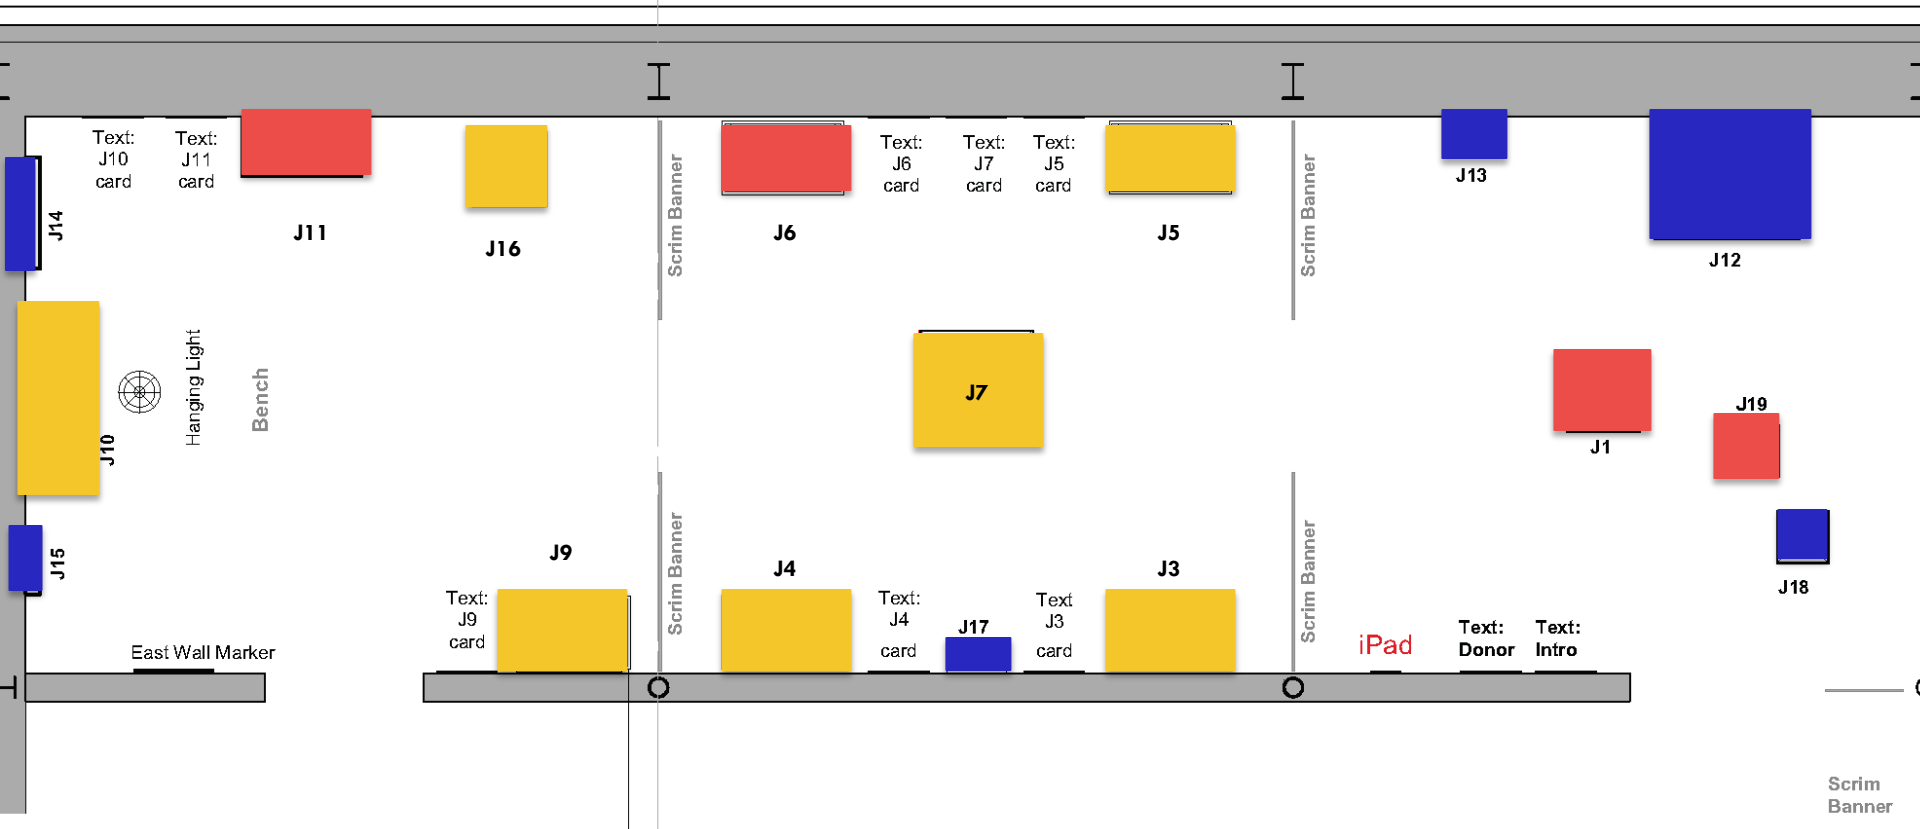 Text:
J10
card
Text:
J11
card
J11
J16
J14
J10
Hanging Light
Bench
J15
East Wall Marker
Text:
J9
card
J9
Scrim Banner
Scrim Banner
J6
Text:
J6
card
Text:
J7
card
Text:
J5
card
J5
J7
J4
Text:
J4
card
J17
Text
J3
card
J3
Scrim Banner
Scrim Banner
J13
J12
J1
J19
J18
iPad
Text:
Donor
Text:
Intro
Scrim
Banner